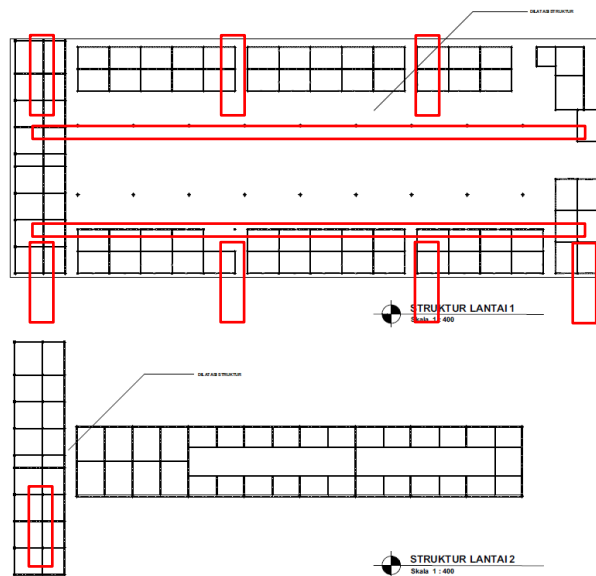 DILATASI STRUKTUR
STRUKTUR LANTAI 1
Skala 1 : 400
DILATASI STRUKTUR
STRUKTUR LANTAI 2
Skala 1 : 400